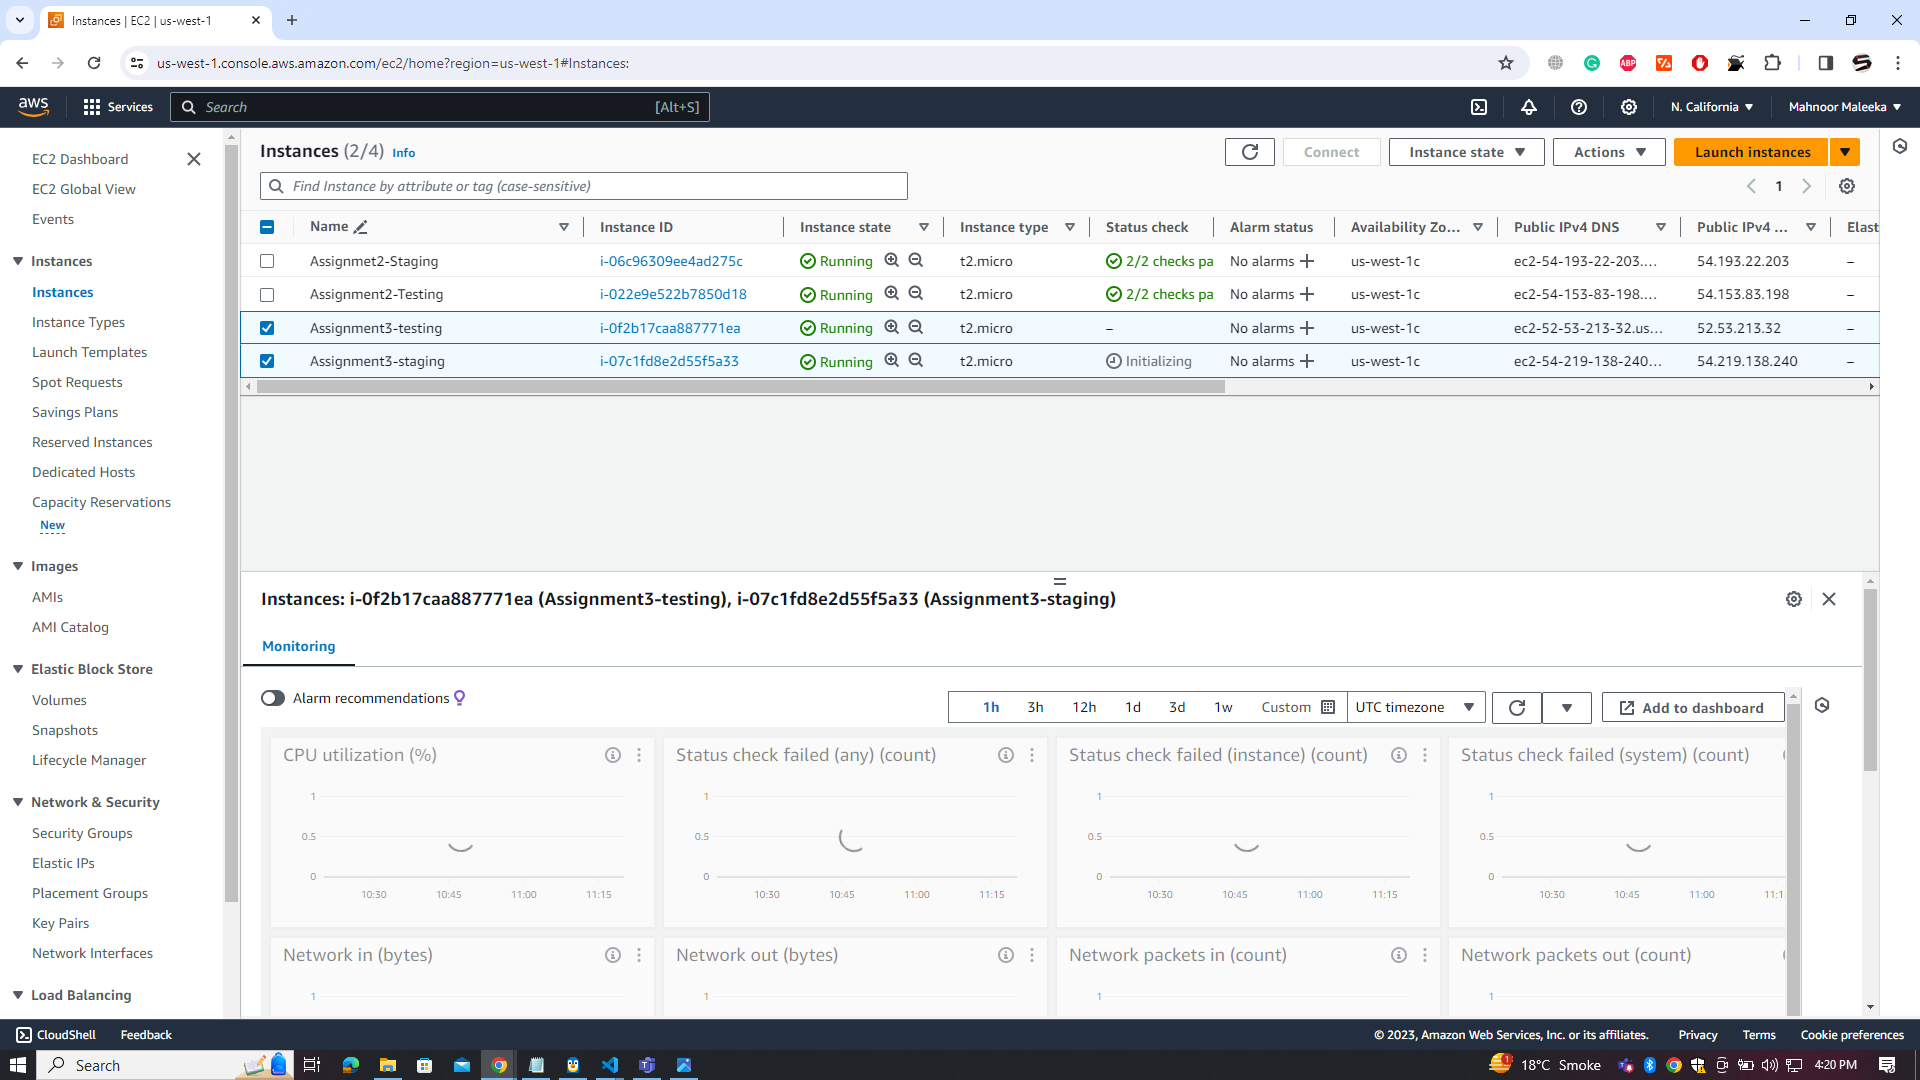 Instances | EC2 | us-west-1
us-west-1.console.aws.amazon.com/ec2/home?region=us-west-1#Instances:
ABP
aws
Services
Search
[Alt+S]
N. California
Mahnoor Maleeka
EC2 Dashboard
EC2 Global View
Events
Instances
Instances
Instance Types
Launch Templates
Spot Requests
Savings Plans
Reserved Instances
Dedicated Hosts
Capacity Reservations
New
Images
AMIs
AMI Catalog
Elastic Block Store
Volumes
Snapshots
Lifecycle Manager
Network & Security
Security Groups
Elastic IPs
Placement Groups
Key Pairs
Network Interfaces
Load Balancing
Instances (2/4) Info
Connect
Instance state
Actions
Launch instances
Find Instance by attribute or tag (case-sensitive)
1
Name Instance ID Instance state Instance type Status check Alarm status Availability Zo... Public IPv4 DNS Public IPv4 ... Elast
Assignmet2-Staging i-06c96309ee4ad275c Running t2.micro 2/2 checks pa No alarms us-west-1c ec2-54-193-22-203.... 54.193.22.203 –
Assignment2-Testing i-022e9e522b7850d18 Running t2.micro 2/2 checks pa No alarms us-west-1c ec2-54-153-83-198.... 54.153.83.198 –
Assignment3-testing i-0f2b17caa887771ea Running t2.micro – No alarms us-west-1c ec2-52-53-213-32.us... 52.53.213.32 –
Assignment3-staging i-07c1fd8e2d55f5a33 Running t2.micro Initializing No alarms us-west-1c ec2-54-219-138-240... 54.219.138.240 –
Instances: i-0f2b17caa887771ea (Assignment3-testing), i-07c1fd8e2d55f5a33 (Assignment3-staging)
Monitoring
Alarm recommendations
1h 3h 12h 1d 3d 1w Custom UTC timezone Add to dashboard
CPU utilization (%)
1
0.5
0
10:30 10:45 11:00 11:15
Status check failed (any) (count)
1
0.5
0
10:30 10:45 11:00 11:15
Status check failed (instance) (count)
1
0.5
0
10:30 10:45 11:00 11:15
Status check failed (system) (count)
1
0.5
0
10:30 10:45 11:00 11:1
Network in (bytes)
1
Network out (bytes)
1
Network packets in (count)
1
Network packets out (count)
1
CloudShell Feedback © 2023, Amazon Web Services, Inc. or its affiliates. Privacy Terms Cookie preferences
Search
1
18°C Smoke
4:20 PM